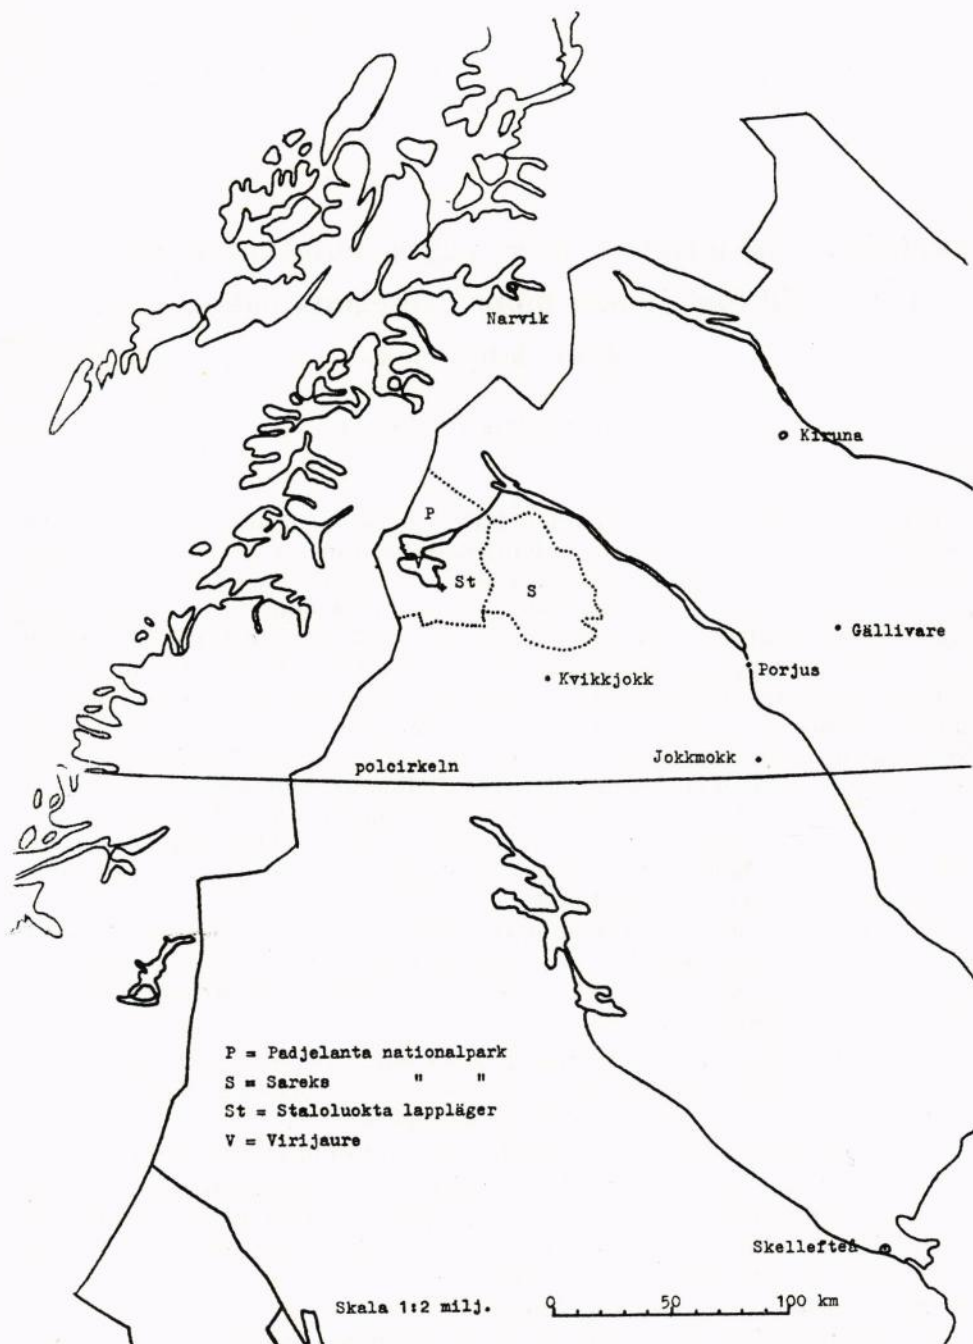 Narvik
Kiruna
P
St
S
Gällivare
Porjus
Kvikkjokk
Jokkmokk
polcirkeln
P = Padjelanta nationalpark
S = Sareks " "
St = Staloluokta lappläger
V = Virijaure
Skellefteå
Skala 1:2 milj.
0 50 100 km